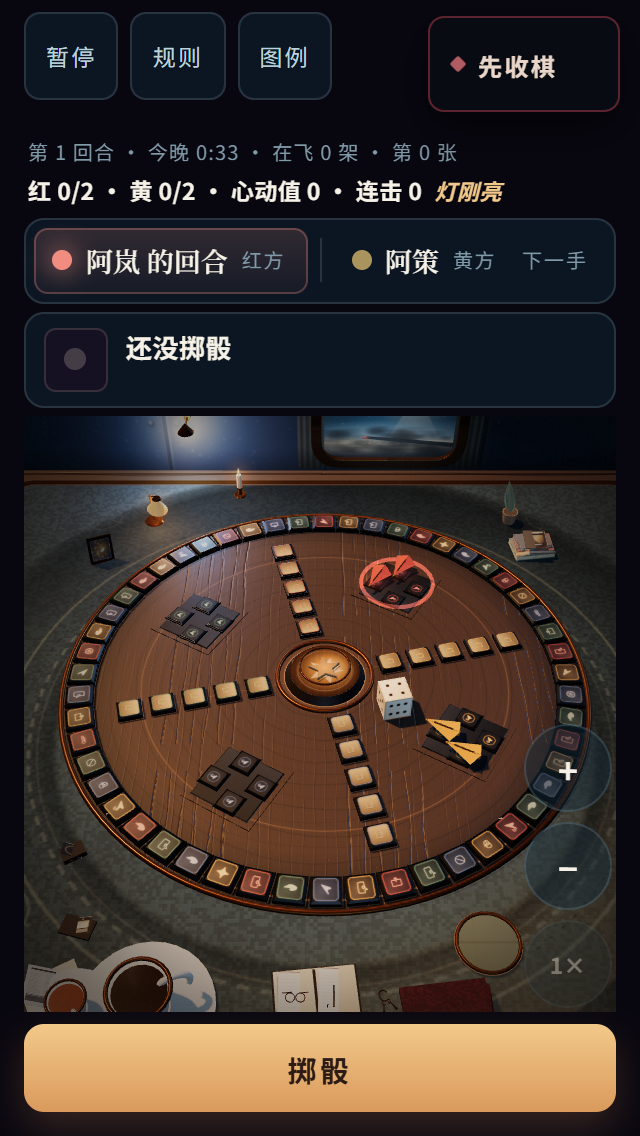 暂停
规则
图例
先收棋
第 1 回合 · 今晚 0:33 · 在飞 0 架 · 第 0 张
红 0/2 · 黄 0/2 · 心动值 0 · 连击 0 灯刚亮
阿岚 的回合 红方
阿策 黄方 下一手
还没掷骰
+
−
1×
掷骰